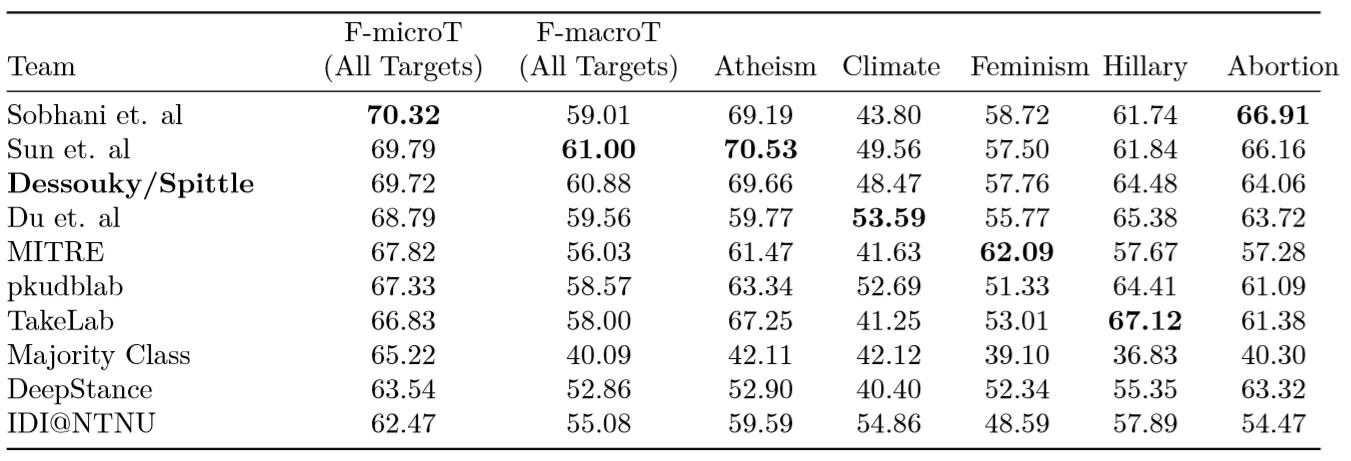 F-microT F-macroT
Team (All Targets) (All Targets) Atheism Climate Feminism Hillary Abortion
Sobhani et. al 70.32 59.01 69.19 43.80 58.72 61.74 66.91
Sun et. al 69.79 61.00 70.53 49.56 57.50 61.84 66.16
Dessouky/Spittle 69.72 60.88 69.66 48.47 57.76 64.48 64.06
Du et. al 68.79 59.56 59.77 53.59 55.77 65.38 63.72
MITRE 67.82 56.03 61.47 41.63 62.09 57.67 57.28
pkudblab 67.33 58.57 63.34 52.69 51.33 64.41 61.09
TakeLab 66.83 58.00 67.25 41.25 53.01 67.12 61.38
Majority Class 65.22 40.09 42.11 42.12 39.10 36.83 40.30
DeepStance 63.54 52.86 52.90 40.40 52.34 55.35 63.32
IDI@NTNU 62.47 55.08 59.59 54.86 48.59 57.89 54.47